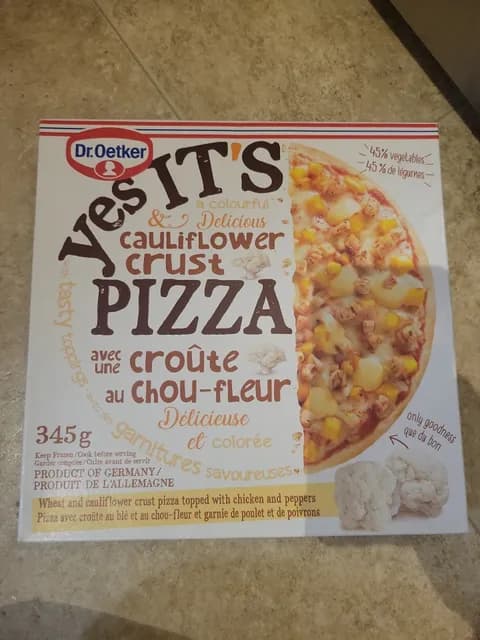 Dr.Oetker
yes IT'S
a colourful
& Delicious
cauliflower
crust
PIZZA
avec une croûte
au chou-fleur
Délicieuse
et colorée
tasty toppings
garnitures savoureuses
45% vegetables
45 % de légumes
only goodness
que du bon
345g
Keep Frozen/Cook before serving
Garder congelée/Cuire avant de servir
PRODUCT OF GERMANY/
PRODUIT DE L'ALLEMAGNE
Wheat and cauliflower crust pizza topped with chicken and peppers
Pizza avec croûte au blé et au chou-fleur et garnie de poulet et de poivrons